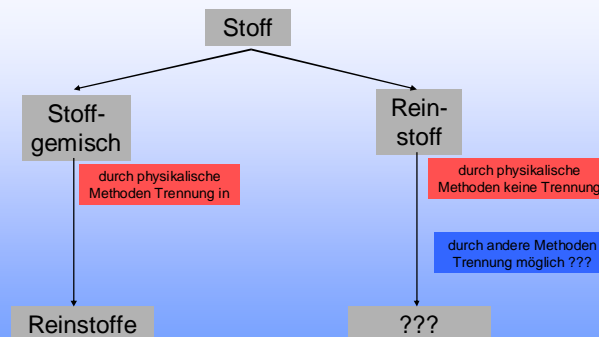 Stoff
Stoff-
gemisch
Rein-
stoff
durch physikalische
Methoden Trennung in
durch physikalische
Methoden keine Trennung
durch andere Methoden
Trennung möglich ???
Reinstoffe
???